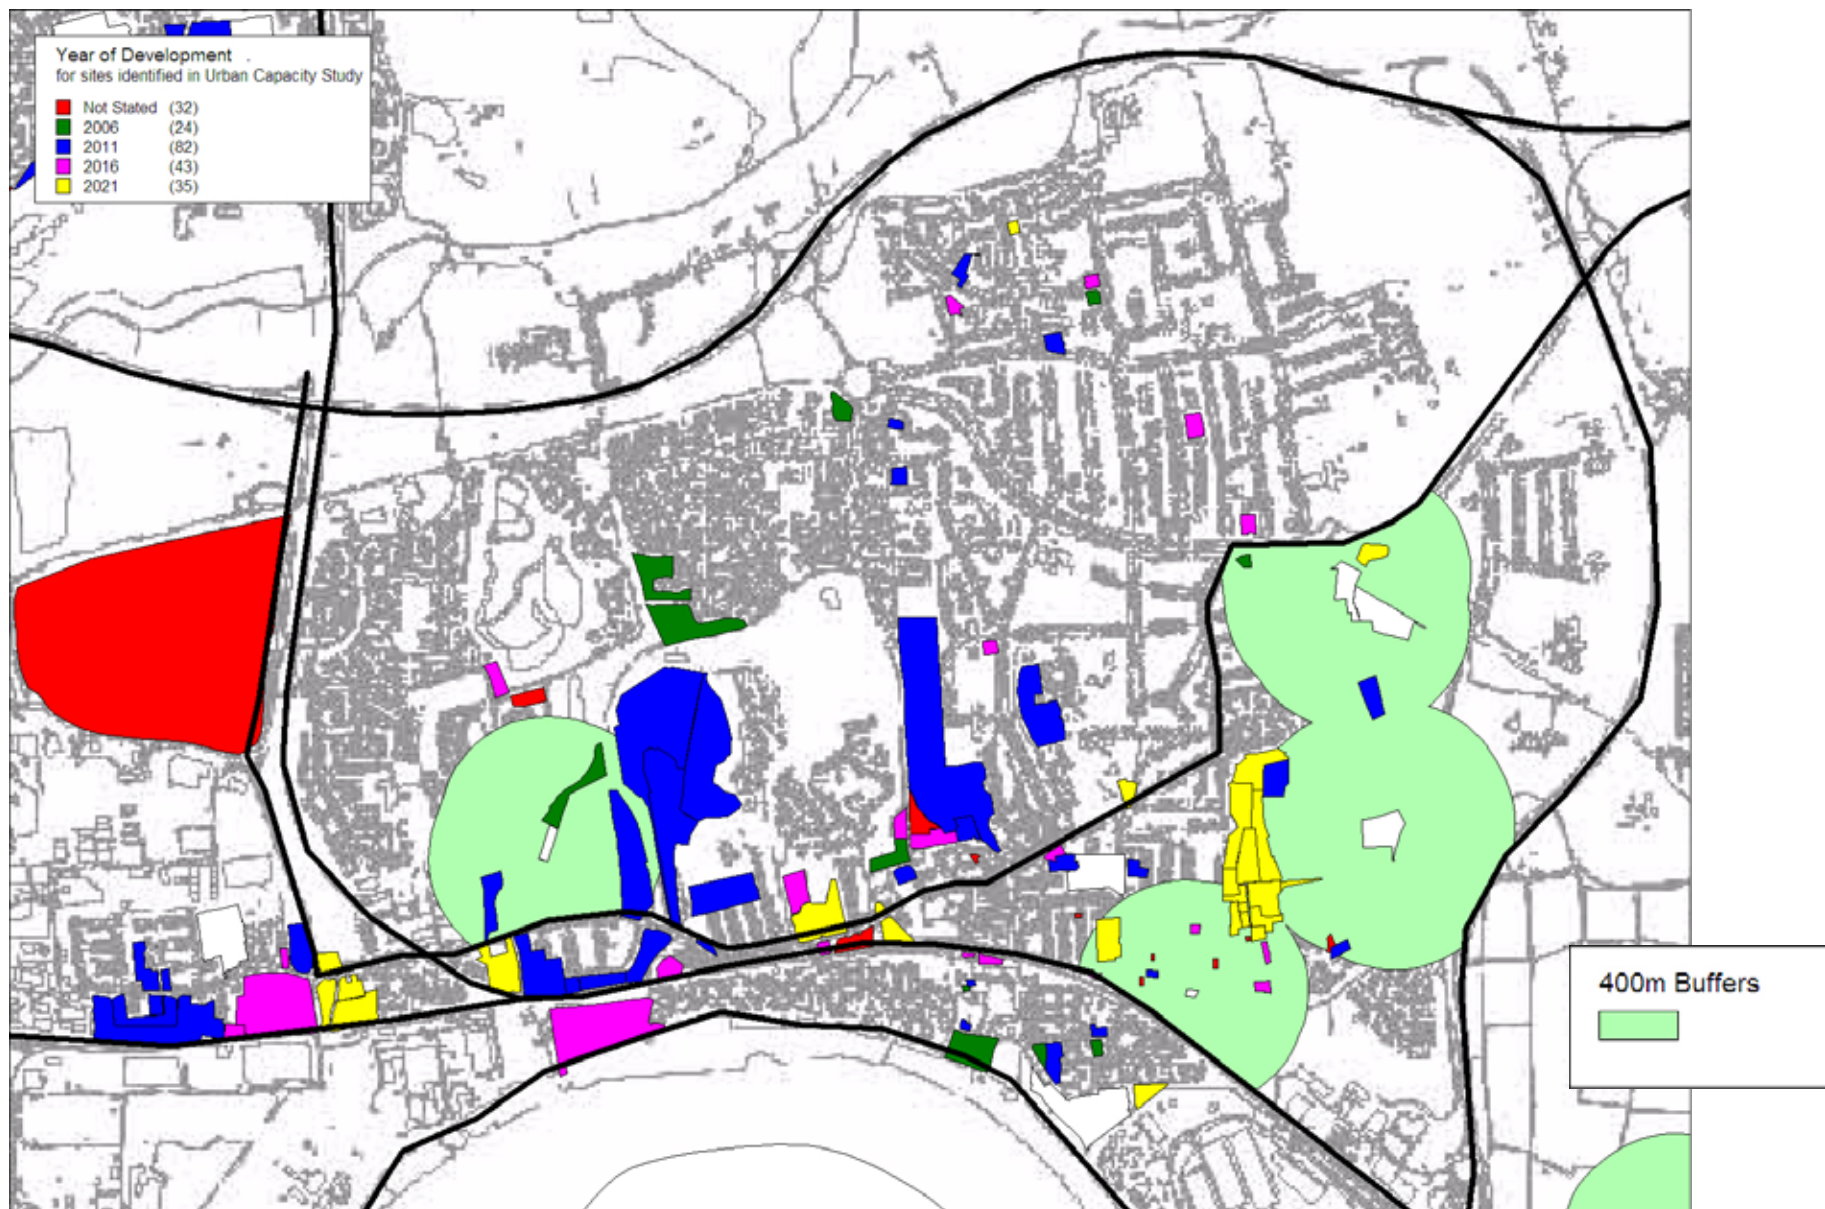 Year of Development
for sites identified in Urban Capacity Study
Not Stated (32)
2006 (24)
2011 (82)
2016 (43)
2021 (35)
400m Buffers